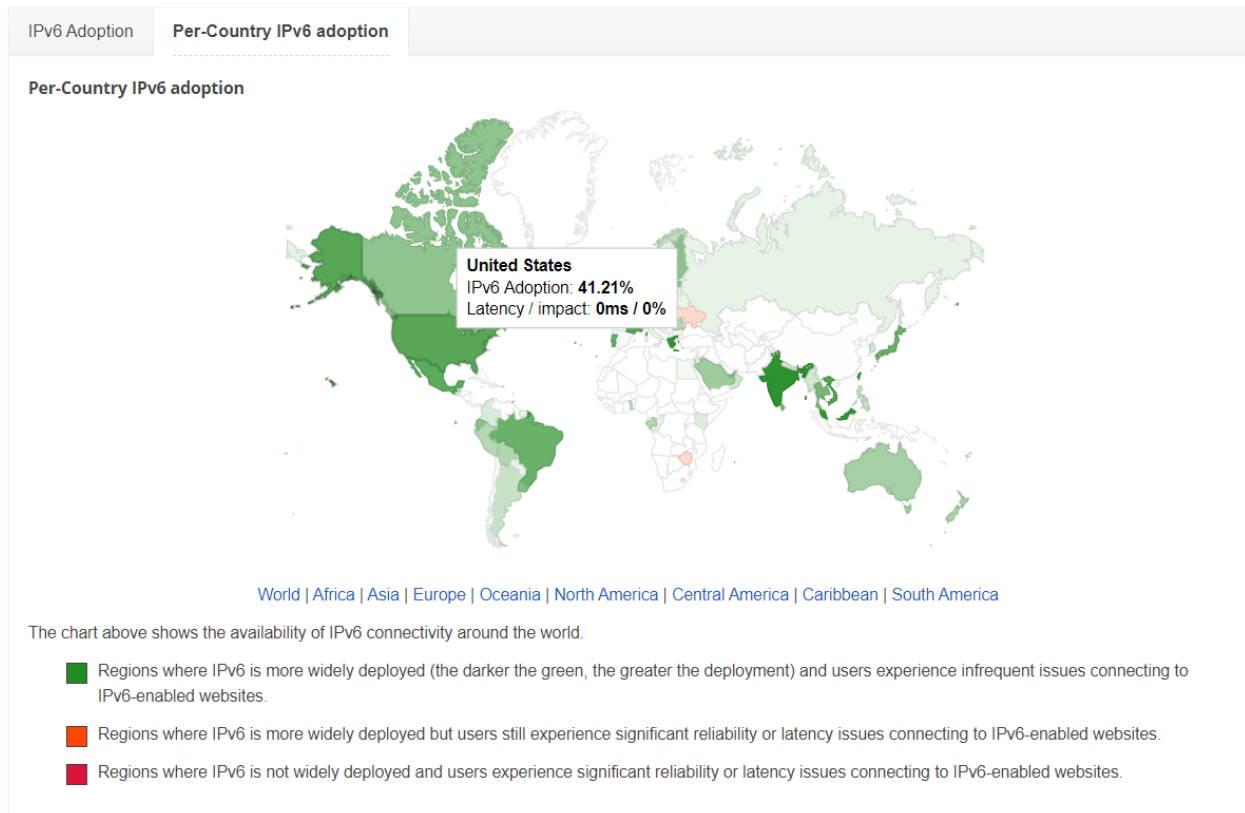 IPv6 Adoption
Per-Country IPv6 adoption
Per-Country IPv6 adoption
United States
IPv6 Adoption: 41.21%
Latency / impact: 0ms / 0%
World | Africa | Asia | Europe | Oceania | North America | Central America | Caribbean | South America
The chart above shows the availability of IPv6 connectivity around the world.
Regions where IPv6 is more widely deployed (the darker the green, the greater the deployment) and users experience infrequent issues connecting to
IPv6-enabled websites.
Regions where IPv6 is more widely deployed but users still experience significant reliability or latency issues connecting to IPv6-enabled websites.
Regions where IPv6 is not widely deployed and users experience significant reliability or latency issues connecting to IPv6-enabled websites.